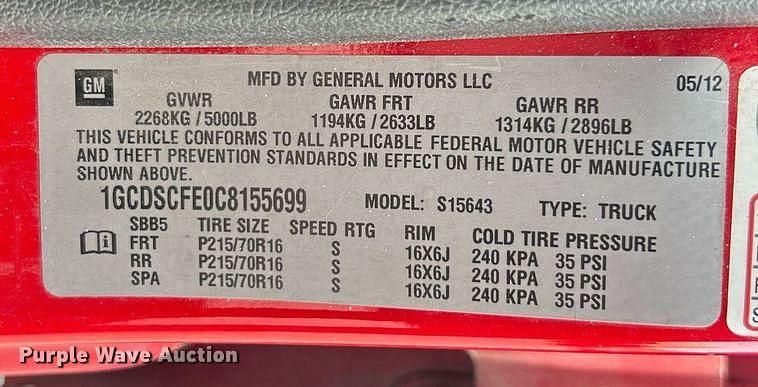 GM
MFD BY GENERAL MOTORS LLC 05/12
GVWR GAWR FRT GAWR RR
2268KG / 5000LB 1194KG / 2633LB 1314KG / 2896LB
THIS VEHICLE CONFORMS TO ALL APPLICABLE FEDERAL MOTOR VEHICLE SAFETY
AND THEFT PREVENTION STANDARDS IN EFFECT ON THE DATE OF MANUFACTURE
SHOWN ABOVE.
1GCDSCFE0C8155699 MODEL: S15643 TYPE: TRUCK
SBB5 TIRE SIZE SPEED RTG RIM COLD TIRE PRESSURE
FRT P215/70R16 S 16X6J 240 KPA 35 PSI
RR P215/70R16 S 16X6J 240 KPA 35 PSI
SPA P215/70R16 S 16X6J 240 KPA 35 PSI
Purple Wave Auction